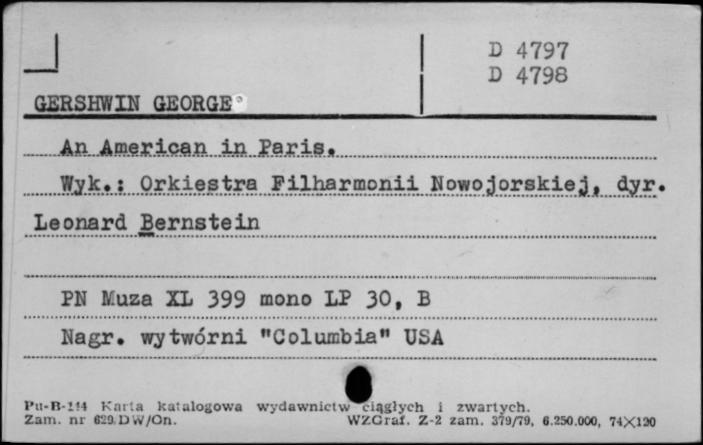 D 4797
D 4798
GERSHWIN GEORGE
An American in Paris.
Wyk.: Orkiestra Filharmonii Nowojorskiej, dyr.
Leonard Bernstein
PN Muza XL 399 mono LP 30, B
Nagr. wytwórni "Columbia" USA
Pu-B-114 Karta katalogowa wydawnictw ciągłych i zwartych.
Zam. nr 629/DW/On. WZGraf. Z-2 zam. 379/79, 6.250.000, 74X120